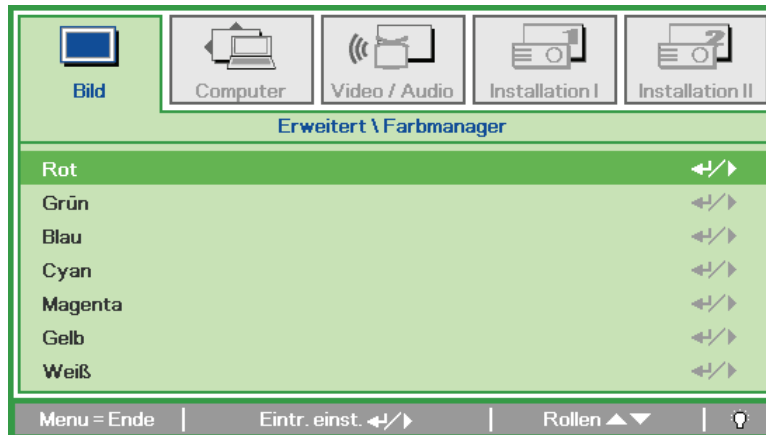 Bild
Computer
Video / Audio
Installation I
Installation II
Erweitert \ Farbmanager
Rot
Grün
Blau
Cyan
Magenta
Gelb
Weiß
Menu = Ende | Eintr. einst. ↵/▶ | Rollen ▲▼